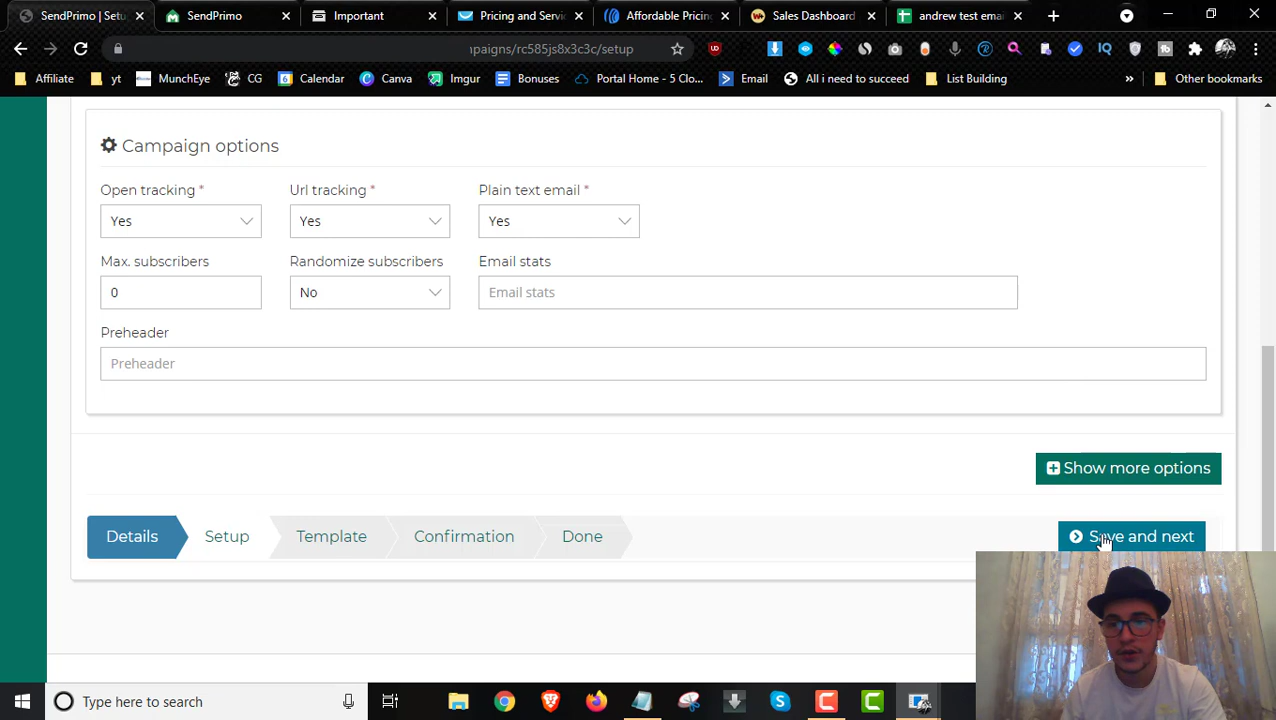 SendPrimo | Setu
SendPrimo
Important
Pricing and Servic
Affordable Pricing
Sales Dashboard
andrew test emai
paigns/rc585js8x3c3c/setup
Affiliate
yt
MunchEye
CG
Calendar
Canva
Imgur
Bonuses
Portal Home - 5 Clo...
Email
All i need to succeed
List Building
»
Other bookmarks
Campaign options
Open tracking *
Url tracking *
Plain text email *
Yes
Yes
Yes
Max. subscribers
Randomize subscribers
Email stats
0
No
Email stats
Preheader
Preheader
Show more options
Details
Setup
Template
Confirmation
Done
Save and next
Type here to search